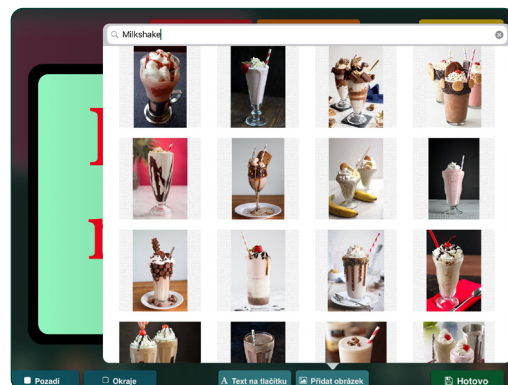 Milkshake
Pozadí
Okraje
Text na tlačítku
Přidat obrázek
Hotovo